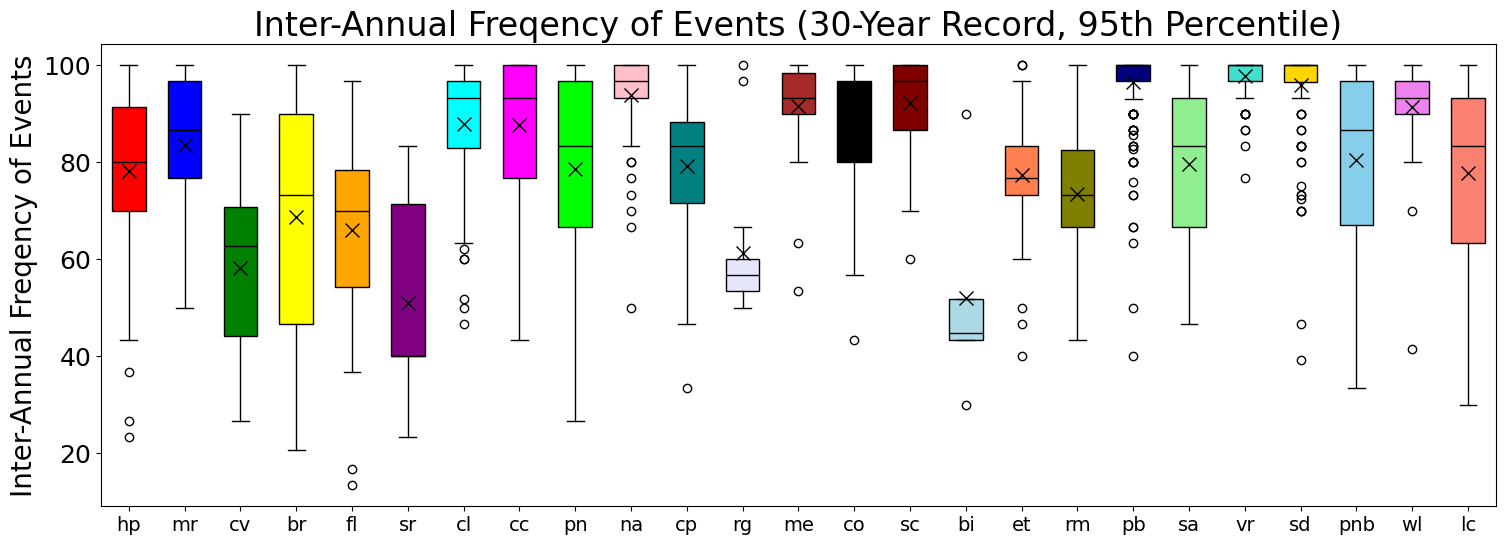 Inter-Annual Freqency of Events (30-Year Record, 95th Percentile)
Inter-Annual Freqency of Events
100
80
60
40
20
hp mr cv br fl sr cl cc pn na cp rg me co sc bi et rm pb sa vr sd pnb wl lc